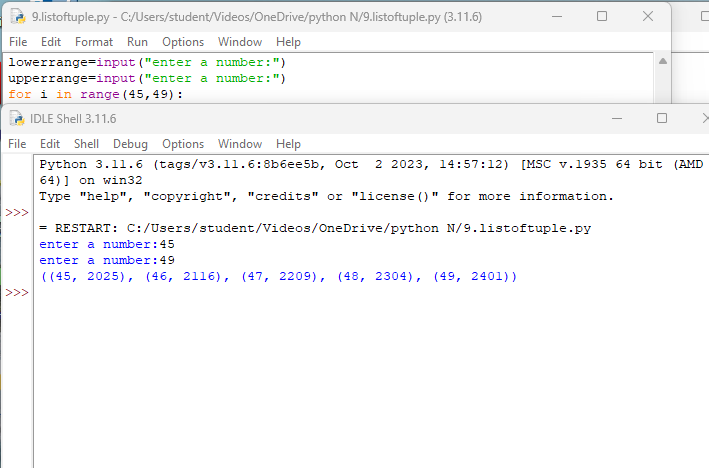 9.listoftuple.py - C:/Users/student/Videos/OneDrive/python N/9.listoftuple.py (3.11.6)
File Edit Format Run Options Window Help
lowerrange=input("enter a number:")
upperrange=input("enter a number:")
for i in range(45,49):
IDLE Shell 3.11.6
File Edit Shell Debug Options Window Help
Python 3.11.6 (tags/v3.11.6:8b6ee5b, Oct  2 2023, 14:57:12) [MSC v.1935 64 bit (AMD
64)] on win32
Type "help", "copyright", "credits" or "license()" for more information.
>>>
= RESTART: C:/Users/student/Videos/OneDrive/python N/9.listoftuple.py
enter a number:45
enter a number:49
((45, 2025), (46, 2116), (47, 2209), (48, 2304), (49, 2401))
>>>